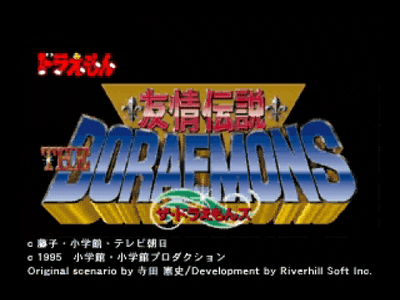 ドラえもん
友情伝説
THE
DORAEMONS
ザ・ドラえもんズ
c 藤子・小学館・テレビ朝日
c 1995 小学館・小学館プロダクション
Original scenario by 寺田 憲史/Development by Riverhill Soft Inc.